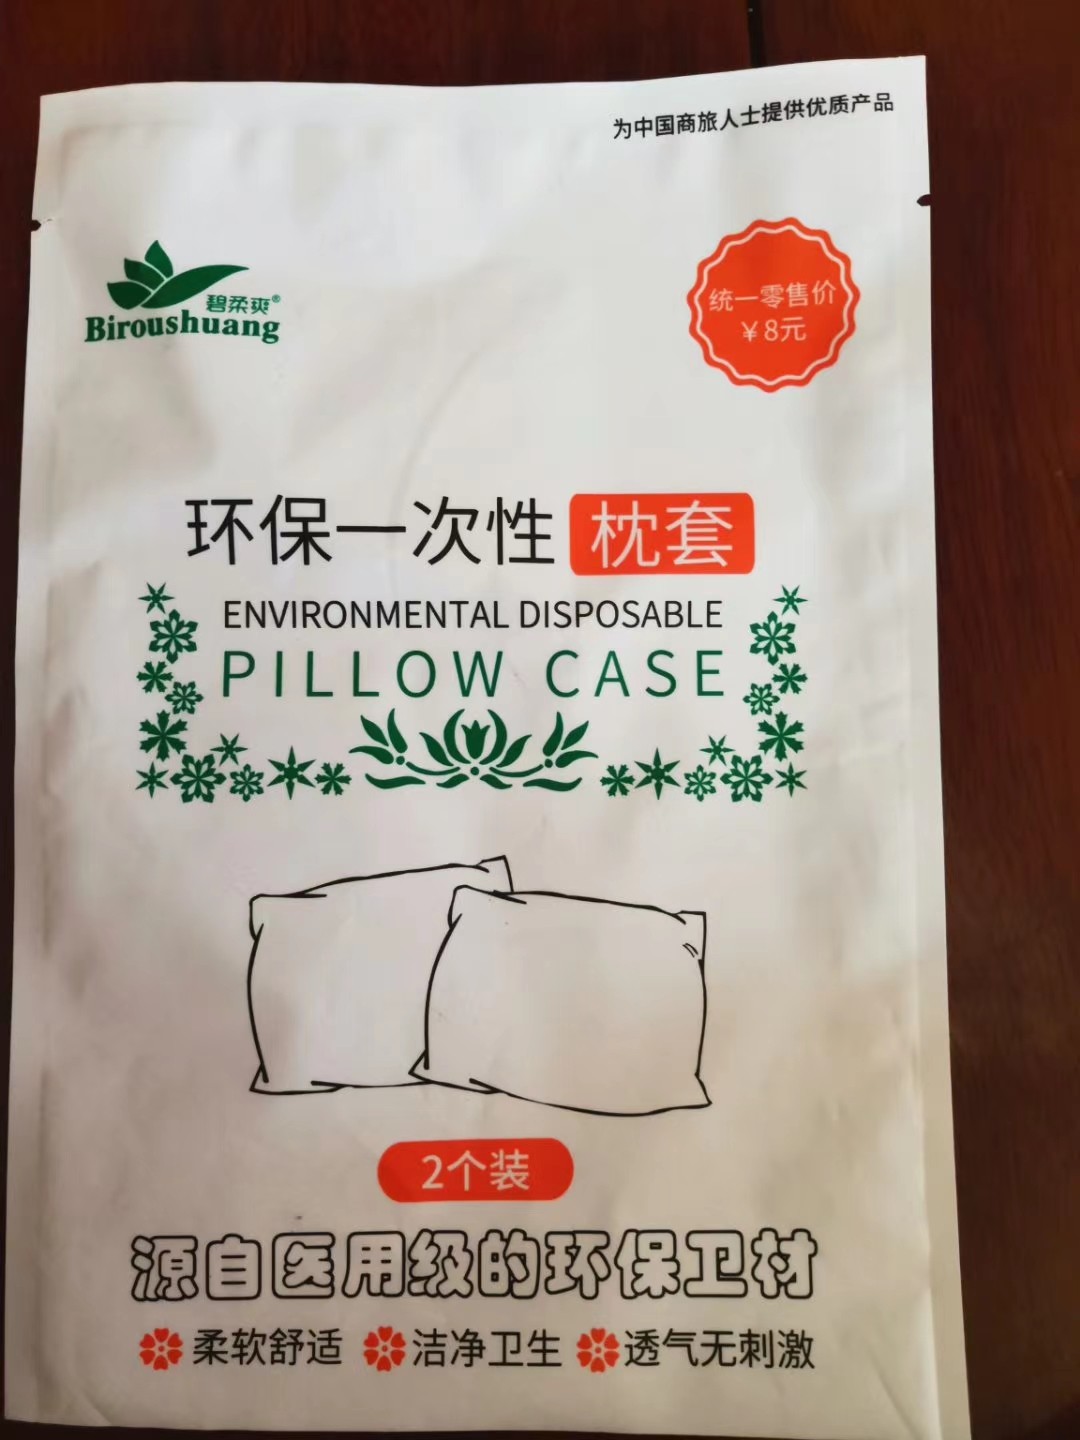 为中国商旅人士提供优质产品
碧柔爽®
Biroushuang
统一零售价
￥8元
环保一次性 枕套
ENVIRONMENTAL DISPOSABLE
PILLOW CASE
2个装
源自医用级的环保卫材
柔软舒适 洁净卫生 透气无刺激